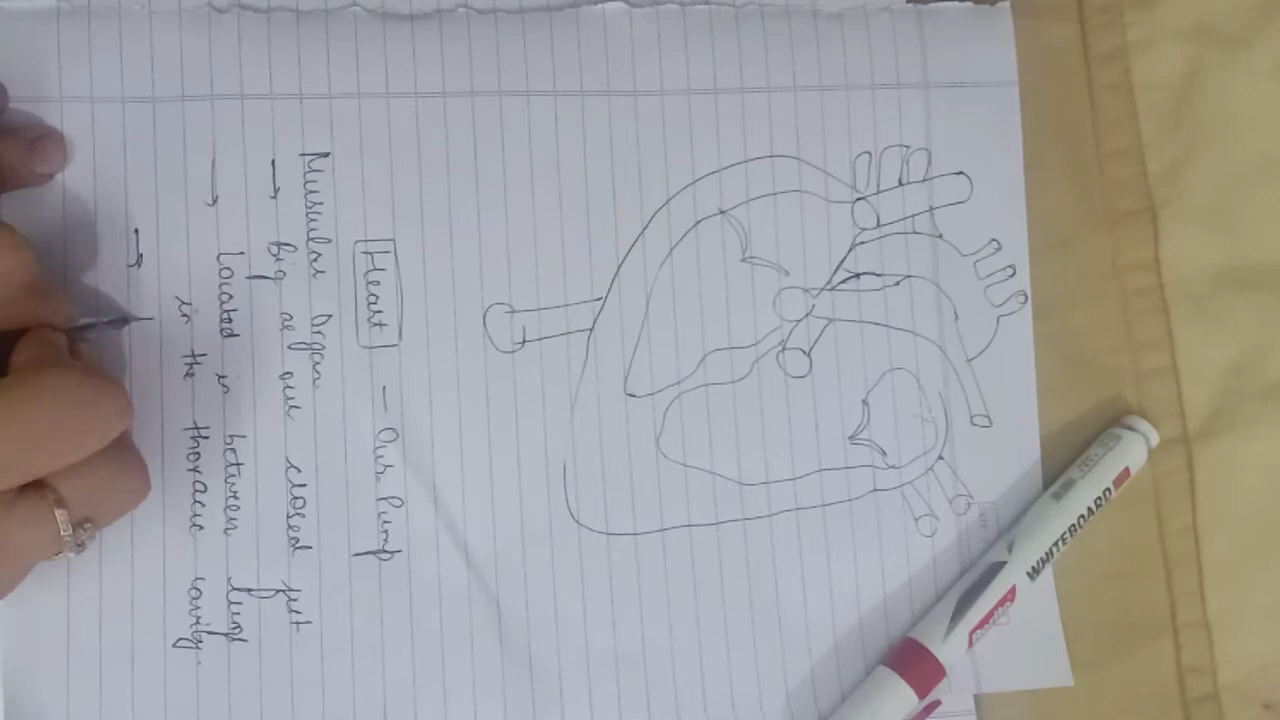 Heart - Our Pump
Muscular Organ
→ Big as our closed fist
→ Located in between lungs
in the thoracic cavity.
→
WHITEBOARD